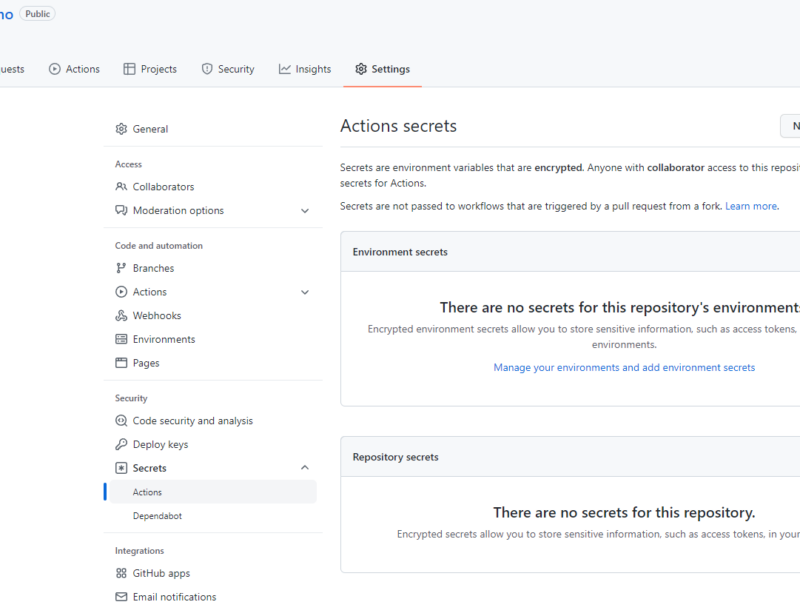 Public
Actions
Projects
Security
Insights
Settings
General
Access
Collaborators
Moderation options
Code and automation
Branches
Actions
Webhooks
Environments
Pages
Security
Code security and analysis
Deploy keys
Secrets
Actions
Dependabot
Integrations
GitHub apps
Email notifications
Actions secrets
Secrets are environment variables that are encrypted. Anyone with collaborator access to this
secrets for Actions.
Secrets are not passed to workflows that are triggered by a pull request from a fork. Learn more.
Environment secrets
There are no secrets for this repository's
Encrypted environment secrets allow you to store sensitive information, such as access tokens,
environments.
Manage your environments and add environment secrets
Repository secrets
There are no secrets for this repository.
Encrypted secrets allow you to store sensitive information, such as access tokens, in your